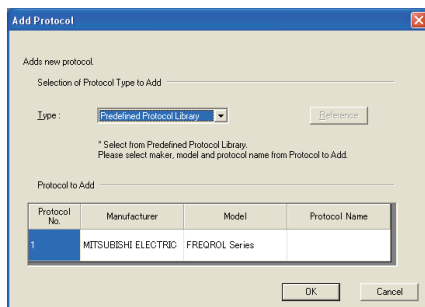 Add Protocol
Adds new protocol.
Selection of Protocol Type to Add
Type :
Predefined Protocol Library
Reference
* Select from Predefined Protocol Library.
Please select maker, model and protocol name from Protocol to Add.
Protocol to Add
Protocol No. Manufacturer Model Protocol Name
1 MITSUBISHI ELECTRIC FREQROL Series
OK Cancel